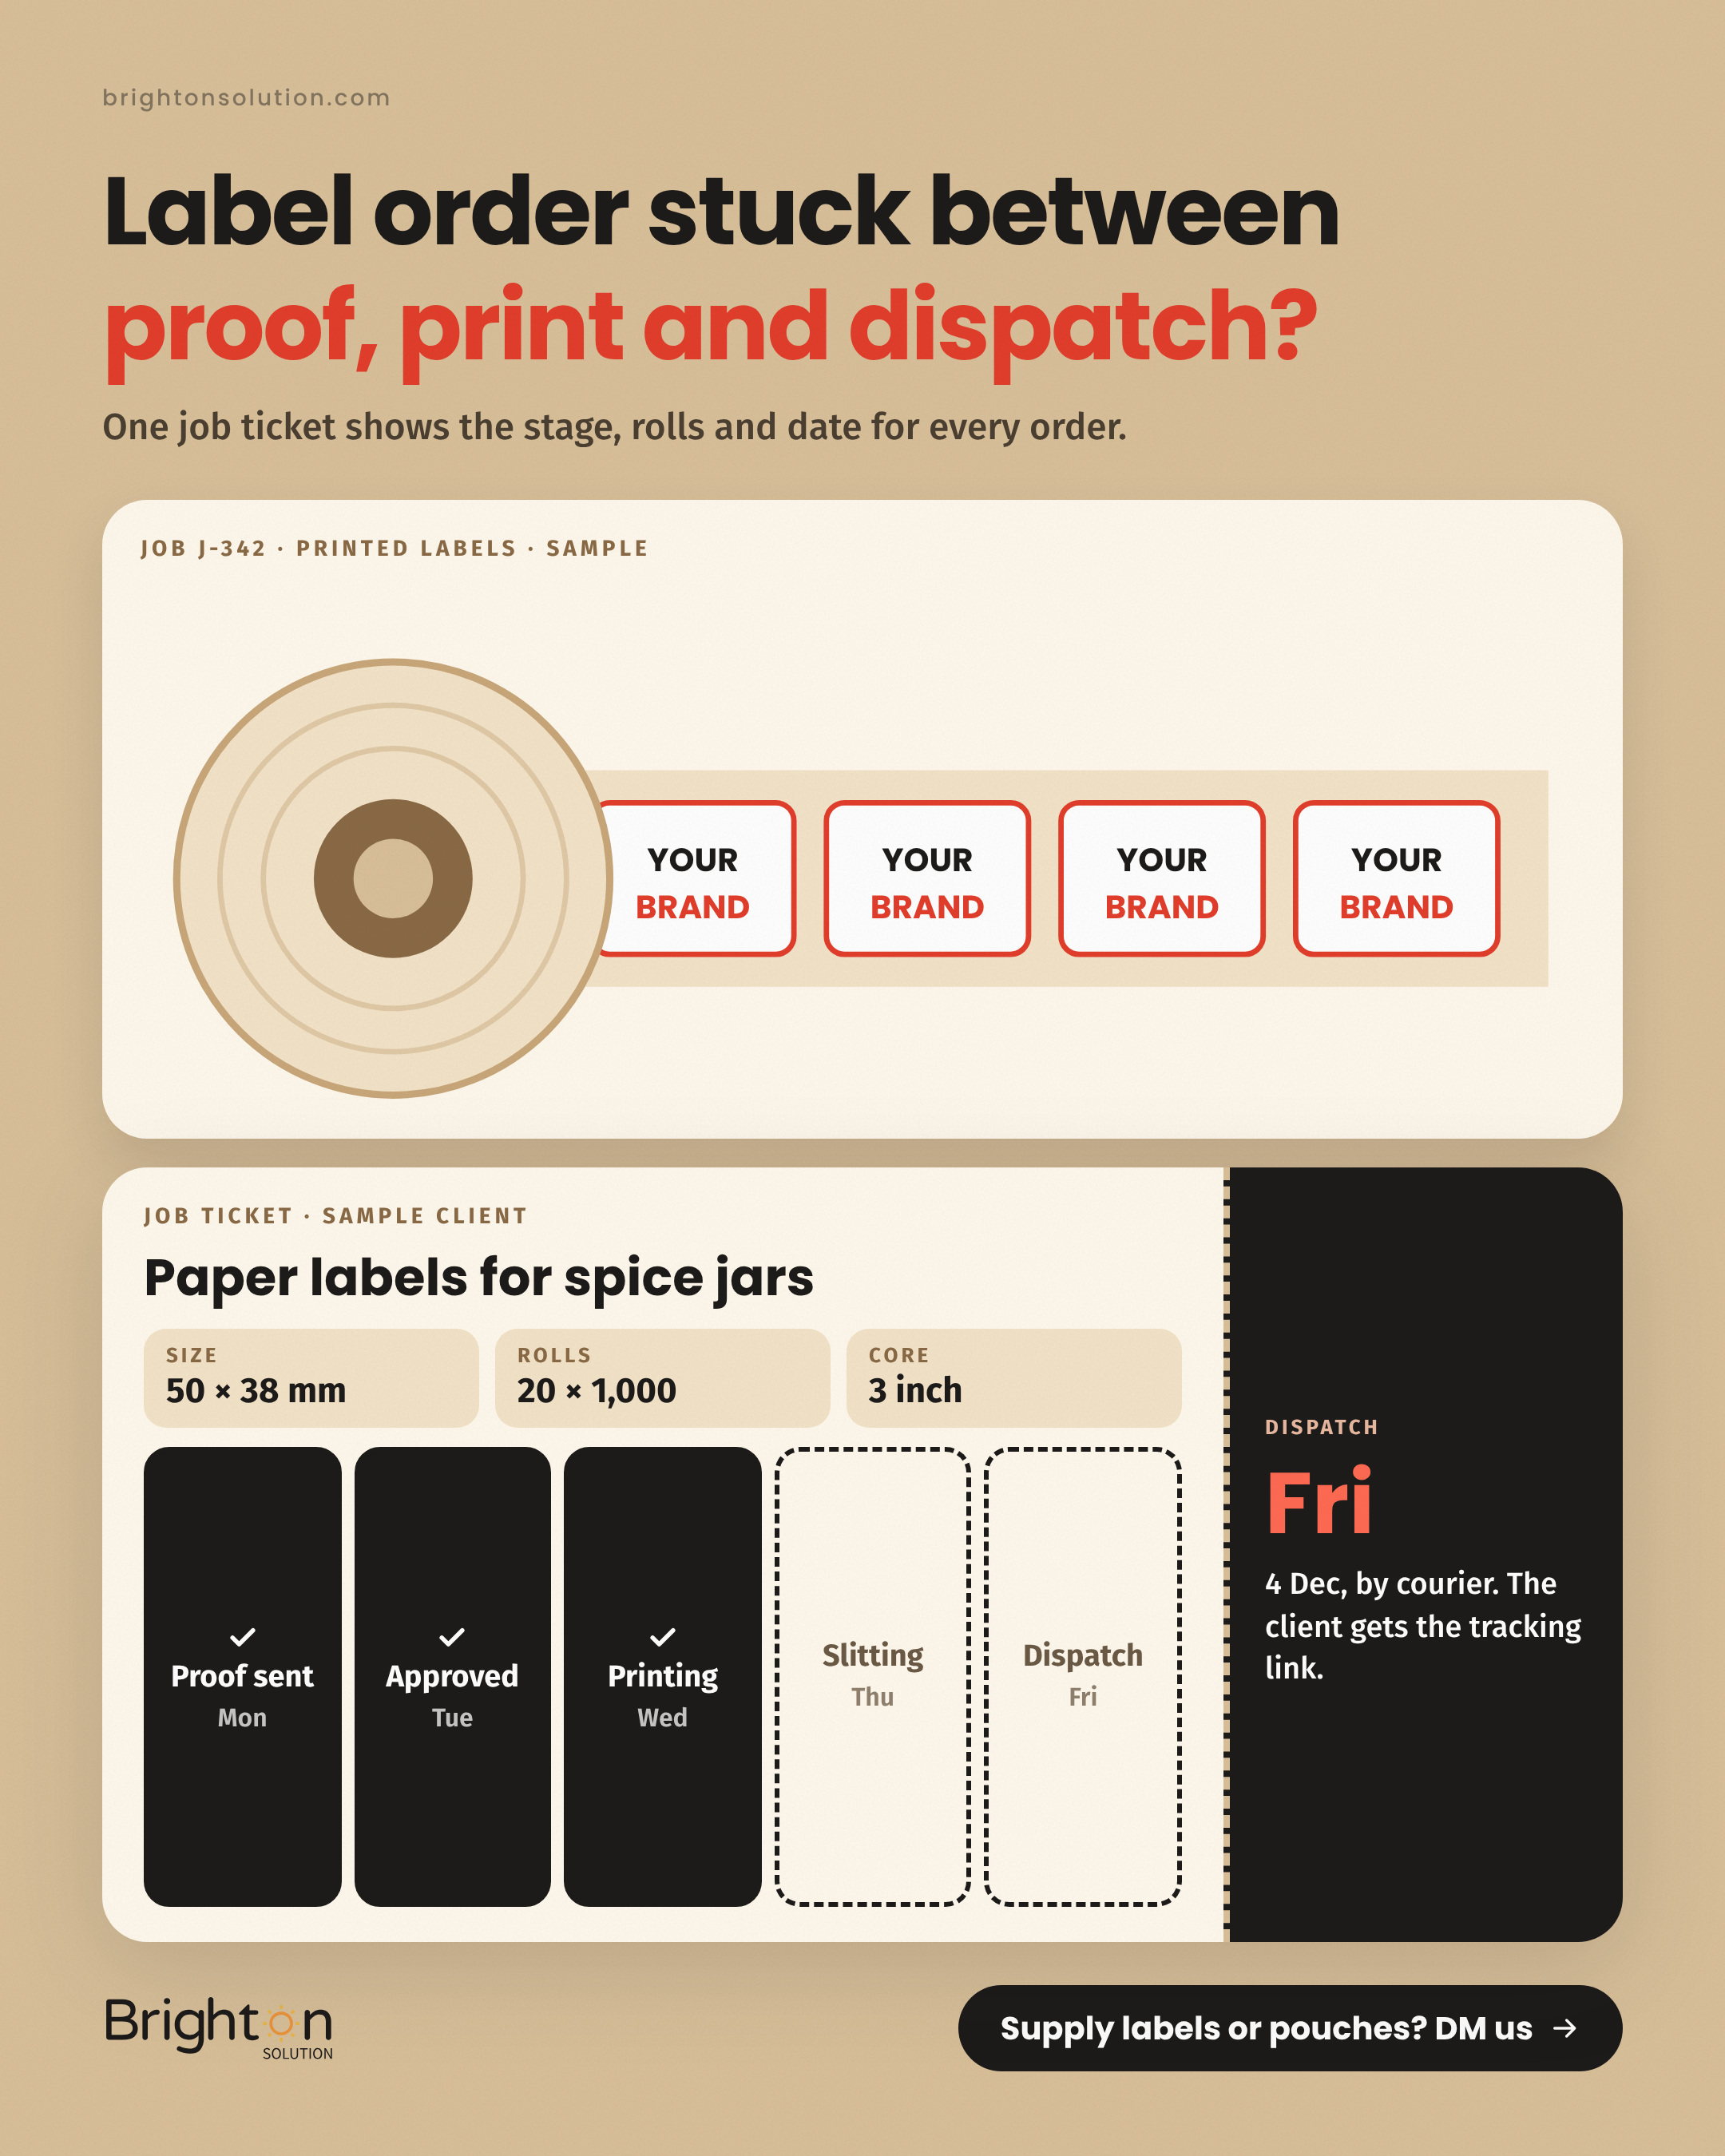 brightonsolution.com
Label order stuck between
proof, print and dispatch?
One job ticket shows the stage, rolls and date for every order.
JOB J-342 · PRINTED LABELS · SAMPLE
YOUR
BRAND
YOUR
BRAND
YOUR
BRAND
YOUR
BRAND
JOB TICKET · SAMPLE CLIENT
Paper labels for spice jars
SIZE
50 × 38 mm
ROLLS
20 × 1,000
CORE
3 inch
✓
Proof sent
Mon
✓
Approved
Tue
✓
Printing
Wed
Slitting
Thu
Dispatch
Fri
DISPATCH
Fri
4 Dec, by courier. The
client gets the tracking
link.
Brighton
SOLUTION
Supply labels or pouches? DM us →